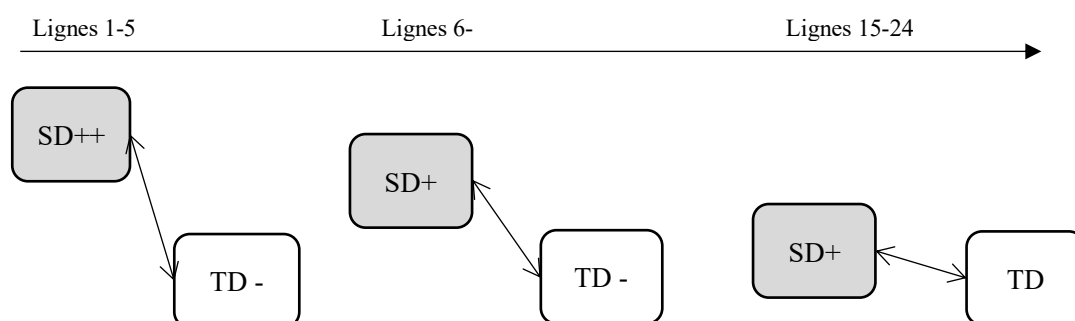 Lignes 1-5
Lignes 6-
Lignes 15-24
SD++
TD -
SD+
TD -
SD+
TD